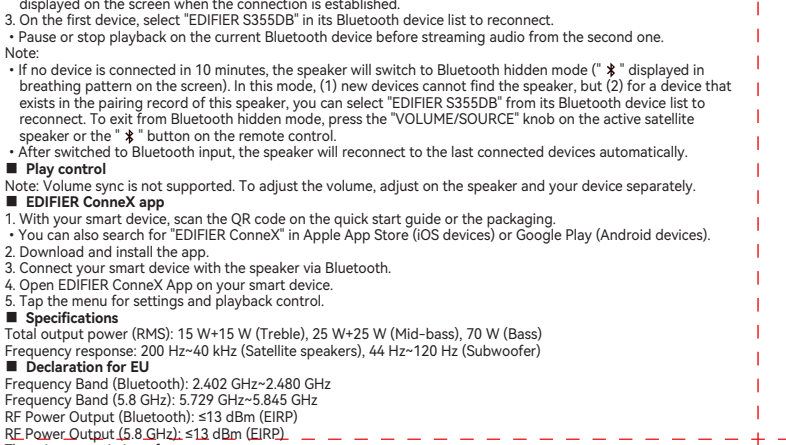 displayed on the screen when the connection is established.
3. On the first device, select "EDIFIER S355DB" in its Bluetooth device list to reconnect.
• Pause or stop playback on the current Bluetooth device before streaming audio from the second one.
Note:
• If no device is connected in 10 minutes, the speaker will switch to Bluetooth hidden mode (" " displayed in
breathing pattern on the screen). In this mode, (1) new devices cannot find the speaker, but (2) for a device that
exists in the pairing record of this speaker, you can select "EDIFIER S355DB" from its Bluetooth device list to
reconnect. To exit from Bluetooth hidden mode, press the "VOLUME/SOURCE" knob on the active satellite
speaker or the " " button on the remote control.
• After switched to Bluetooth input, the speaker will reconnect to the last connected devices automatically.
■ Play control
Note: Volume sync is not supported. To adjust the volume, adjust on the speaker and your device separately.
■ EDIFIER ConneX app
1. With your smart device, scan the QR code on the quick start guide or the packaging.
• You can also search for "EDIFIER ConneX" in Apple App Store (iOS devices) or Google Play (Android devices).
2. Download and install the app.
3. Connect your smart device with the speaker via Bluetooth.
4. Open EDIFIER ConneX App on your smart device.
5. Tap the menu for settings and playback control.
■ Specifications
Total output power (RMS): 15 W+15 W (Treble), 25 W+25 W (Mid-bass), 70 W (Bass)
Frequency response: 200 Hz~40 kHz (Satellite speakers), 44 Hz~120 Hz (Subwoofer)
■ Declaration for EU
Frequency Band (Bluetooth): 2.402 GHz~2.480 GHz
Frequency Band (5.8 GHz): 5.729 GHz~5.845 GHz
RF Power Output (Bluetooth): ≤13 dBm (EIRP)
RF Power Output (5.8 GHz): ≤13 dBm (EIRP)